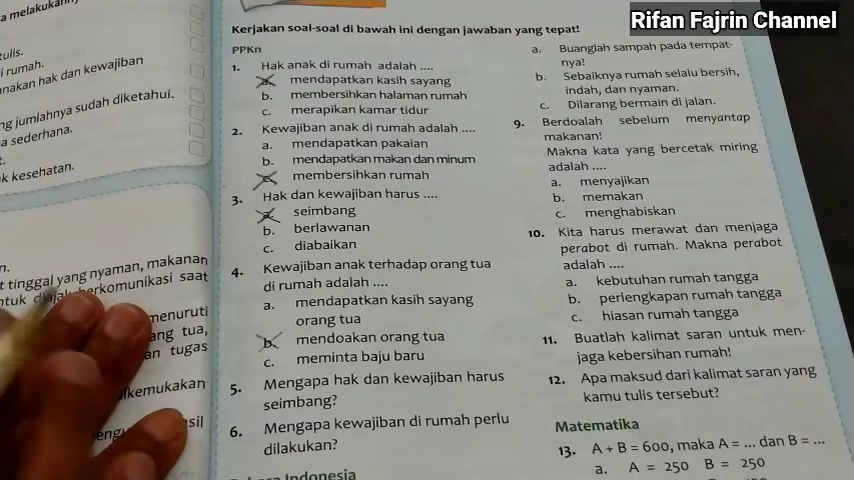 Rifan Fajrin Channel
a melakukan
tulis.
i rumah.
nakan hak dan kewajiban
ng jumlahnya sudah diketahui.
a sederhana.
t.
k kesehatan.
n.
t tinggal yang nyaman, makanan
ntuk diajak berkomunikasi saat
menuruti
ang tua,
an tugas
kemukakan
sil
Kerjakan soal-soal di bawah ini dengan jawaban yang tepat!
PPKn
1. Hak anak di rumah adalah ....
a. mendapatkan kasih sayang
b. membersihkan halaman rumah
c. merapikan kamar tidur
2. Kewajiban anak di rumah adalah ....
a. mendapatkan pakaian
b. mendapatkan makan dan minum
c. membersihkan rumah
3. Hak dan kewajiban harus ....
a. seimbang
b. berlawanan
c. diabaikan
4. Kewajiban anak terhadap orang tua
di rumah adalah ....
a. mendapatkan kasih sayang
orang tua
b. mendoakan orang tua
c. meminta baju baru
5. Mengapa hak dan kewajiban harus
seimbang?
6. Mengapa kewajiban di rumah perlu
dilakukan?
Bahasa Indonesia
a. Buanglah sampah pada tempat-
nya!
b. Sebaiknya rumah selalu bersih,
indah, dan nyaman.
c. Dilarang bermain di jalan.
9. Berdoalah sebelum menyantap
makanan!
Makna kata yang bercetak miring
adalah ....
a. menyajikan
b. memakan
c. menghabiskan
10. Kita harus merawat dan menjaga
perabot di rumah. Makna perabot
adalah ....
a. kebutuhan rumah tangga
b. perlengkapan rumah tangga
c. hiasan rumah tangga
11. Buatlah kalimat saran untuk men-
jaga kebersihan rumah!
12. Apa maksud dari kalimat saran yang
kamu tulis tersebut?
Matematika
13. A + B = 600, maka A = ... dan B = ...
a. A = 250 B = 250